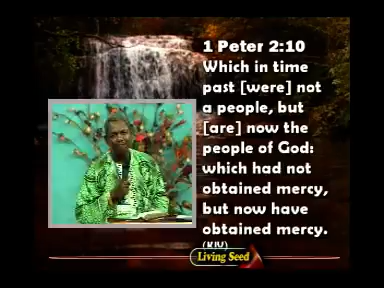 1 Peter 2:10
Which in time
past [were] not
a people, but
[are] now the
people of God:
which had not
obtained mercy,
but now have
obtained mercy.
(KJV)
Living Seed